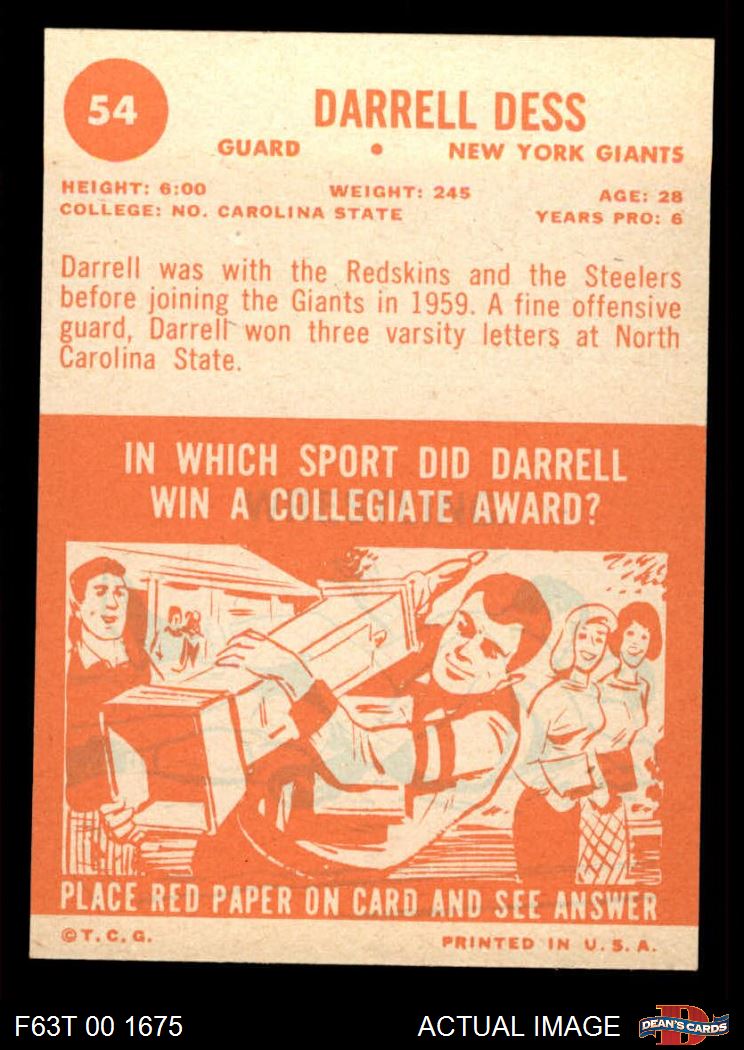 54
DARRELL DESS
GUARD • NEW YORK GIANTS
HEIGHT: 6:00 WEIGHT: 245 AGE: 28
COLLEGE: NO. CAROLINA STATE YEARS PRO: 6
Darrell was with the Redskins and the Steelers
before joining the Giants in 1959. A fine offensive
guard, Darrell won three varsity letters at North
Carolina State.
IN WHICH SPORT DID DARRELL
WIN A COLLEGIATE AWARD?
PLACE RED PAPER ON CARD AND SEE ANSWER
© T. C. G. PRINTED IN U. S. A.
F63T 00 1675 ACTUAL IMAGE DEAN'S CARDS